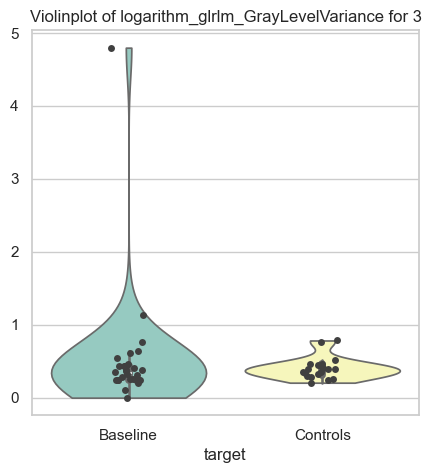 Violinplot of logarithm_glrlm_GrayLevelVariance for 3
5
4
3
2
1
0
Baseline Controls
target